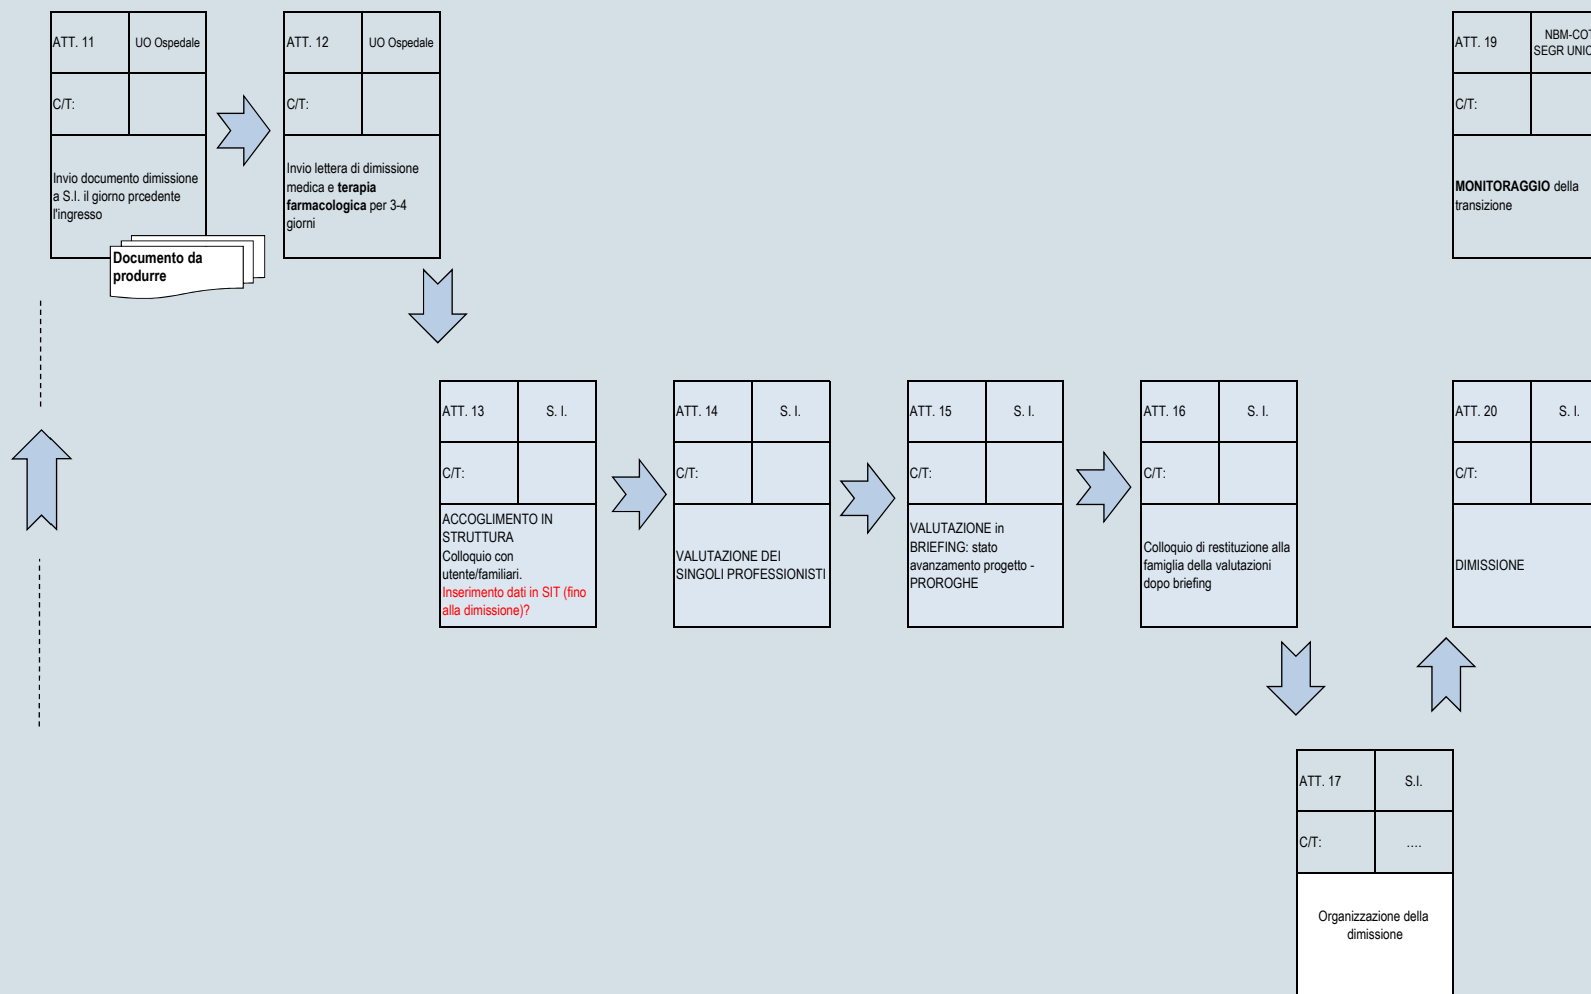 ATT. 11
UO Ospedale
C/T:
Invio documento dimissione
a S.I. il giorno prcedente
l'ingresso
Documento da
produrre
ATT. 12
UO Ospedale
C/T:
Invio lettera di dimissione
medica e terapia
farmacologica per 3-4
giorni
ATT. 19
NBM-COT
SEGR UNIC
C/T:
MONITORAGGIO della
transizione
ATT. 13
S. I.
C/T:
ACCOGLIMENTO IN
STRUTTURA
Colloquio con
utente/familiari.
Inserimento dati in SIT (fino
alla dimissione)?
ATT. 14
S. I.
C/T:
VALUTAZIONE DEI
SINGOLI PROFESSIONISTI
ATT. 15
S. I.
C/T:
VALUTAZIONE in
BRIEFING: stato
avanzamento progetto -
PROROGHE
ATT. 16
S. I.
C/T:
Colloquio di restituzione alla
famiglia della valutazioni
dopo briefing
ATT. 20
S. I.
C/T:
DIMISSIONE
ATT. 17
S.I.
C/T:
....
Organizzazione della
dimissione